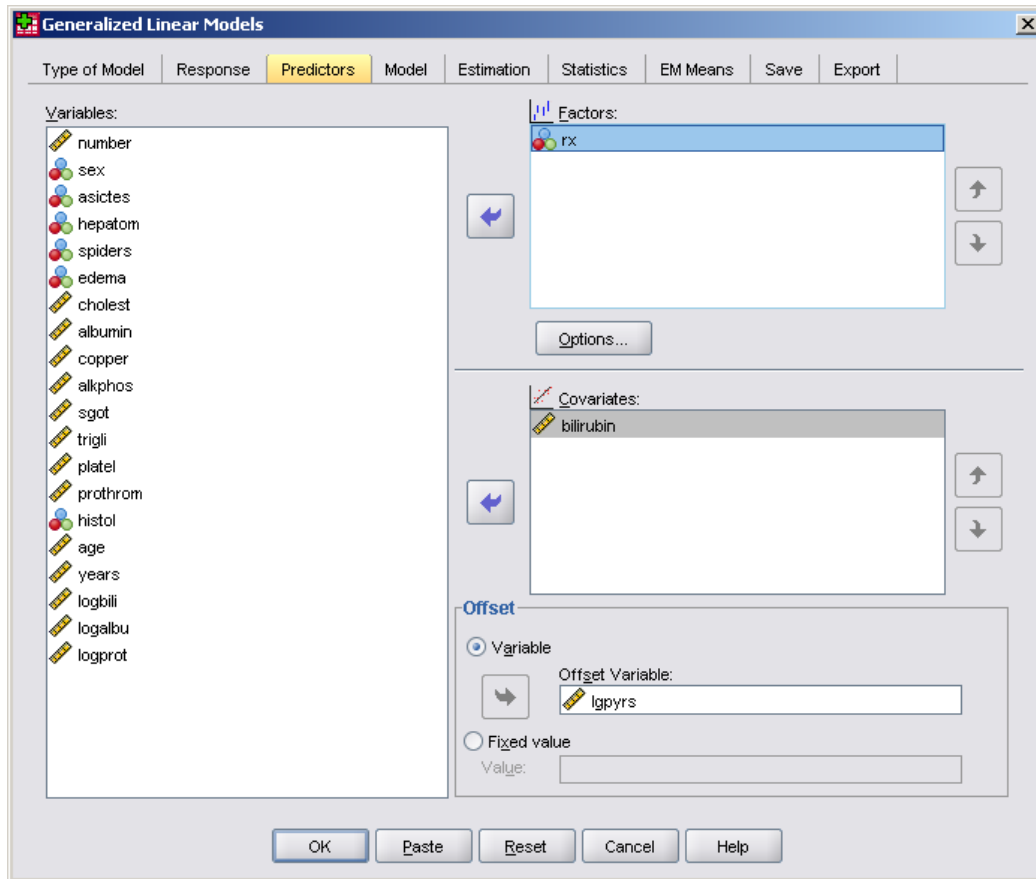 Generalized Linear Models
Type of Model Response Predictors Model Estimation Statistics EM Means Save Export
Variables:
number
sex
asictes
hepatom
spiders
edema
cholest
albumin
copper
alkphos
sgot
trigli
platel
prothrom
histol
age
years
logbili
logalbu
logprot
Factors:
rx
Options...
Covariates:
bilirubin
Offset
Variable
Offset Variable:
lgpyrs
Fixed value
Value:
OK Paste Reset Cancel Help